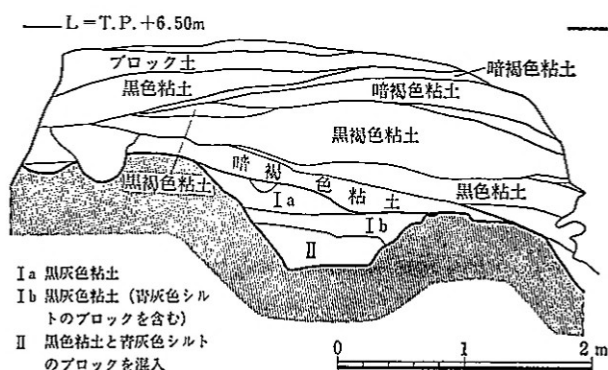 L=T.P.+6.50m
ブロック土
暗褐色粘土
黒色粘土
暗褐色粘土
黒褐色粘土
暗褐色粘土
黒褐色粘土
黒色粘土
Ia
Ib
II
Ia 黒灰色粘土
Ib 黒灰色粘土（青灰色シル
トのブロックを含む）
II 黒色粘土と青灰色シルト
のブロックを混入
0 1 2 m